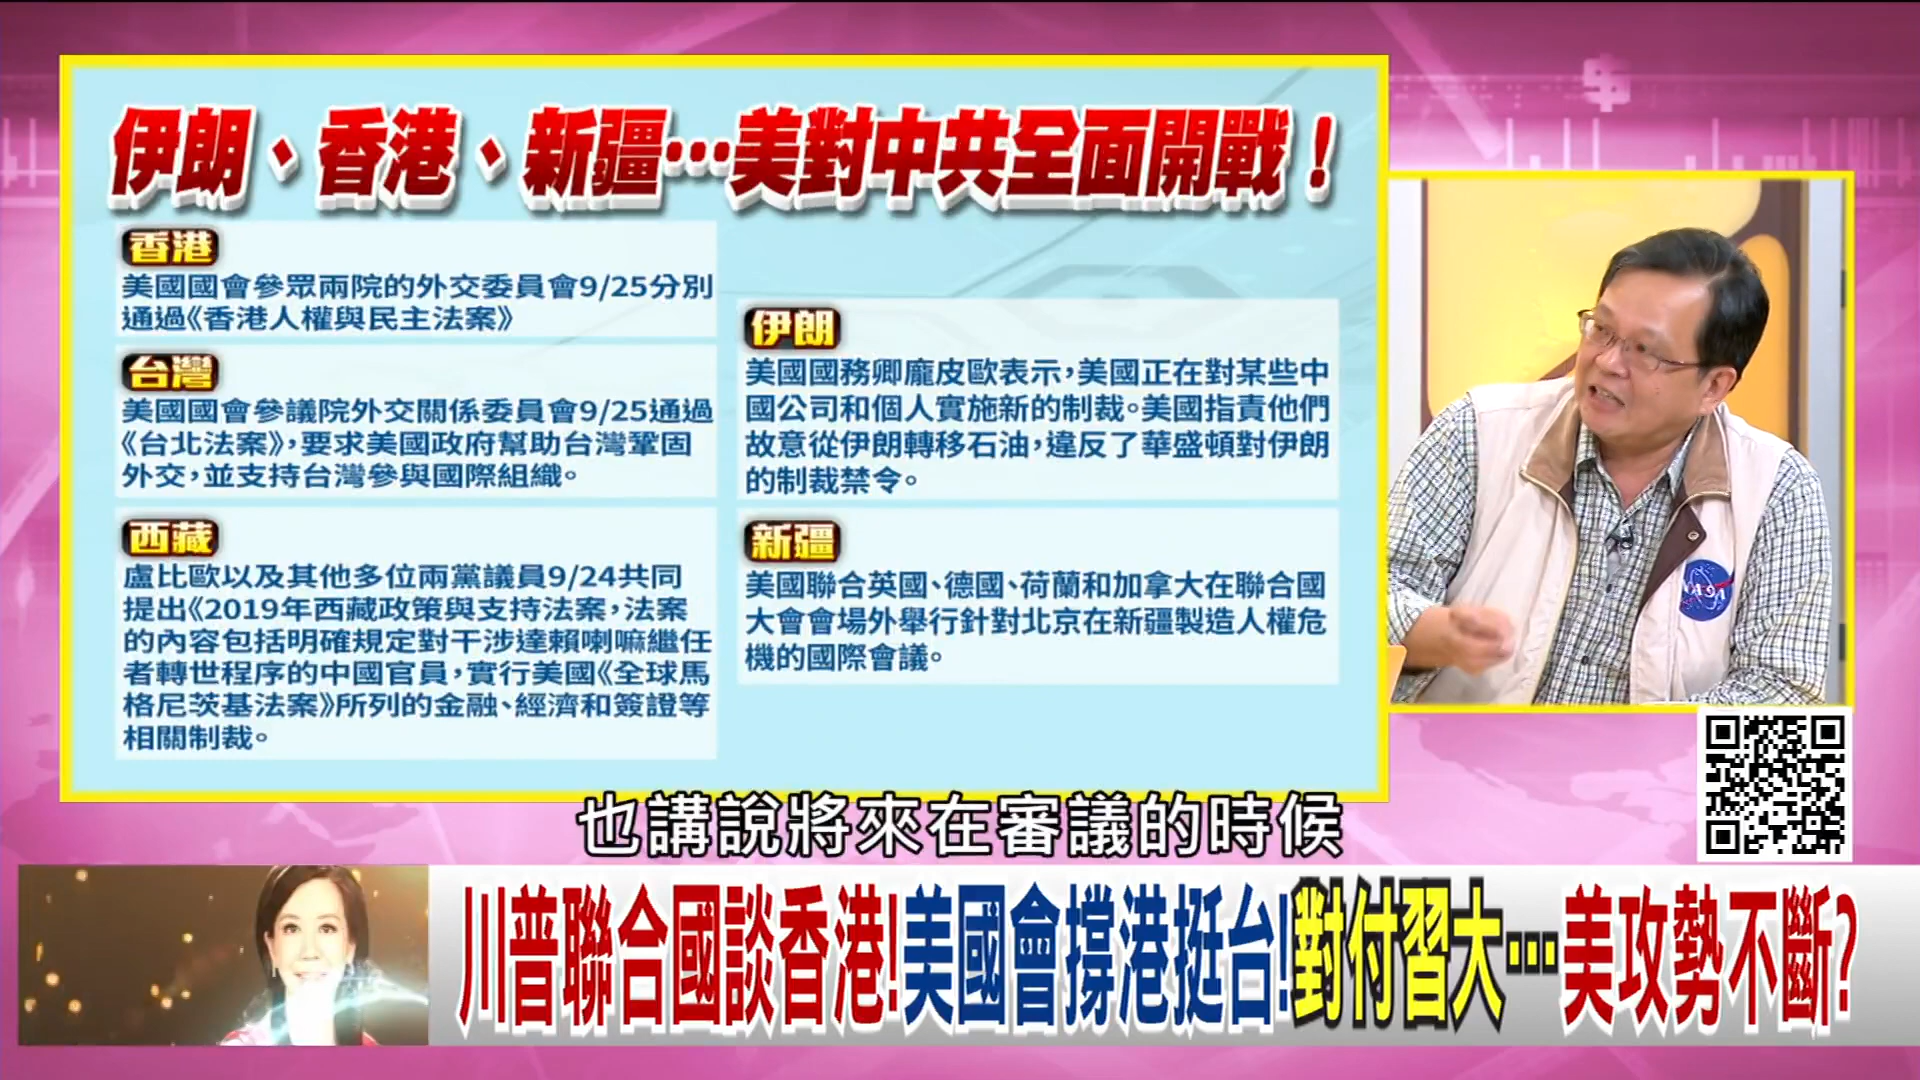 伊朗、香港、新疆…美對中共全面開戰！
香港
美國國會參眾兩院的外交委員會9/25分別
通過《香港人權與民主法案》
台灣
美國國會參議院外交關係委員會9/25通過
《台北法案》，要求美國政府幫助台灣鞏固
外交，並支持台灣參與國際組織。
西藏
盧比歐以及其他多位兩黨議員9/24共同
提出《2019年西藏政策與支持法案，法案
的內容包括明確規定對干涉達賴喇嘛繼任
者轉世程序的中國官員，實行美國《全球馬
格尼茨基法案》所列的金融、經濟和簽證等
相關制裁。
伊朗
美國國務卿龐皮歐表示，美國正在對某些中
國公司和個人實施新的制裁。美國指責他們
故意從伊朗轉移石油，違反了華盛頓對伊朗
的制裁禁令。
新疆
美國聯合英國、德國、荷蘭和加拿大在聯合國
大會會場外舉行針對北京在新疆製造人權危
機的國際會議。
NASA
也講說將來在審議的時候
川普聯合國談香港!美國會撐港挺台!對付習大…美攻勢不斷?